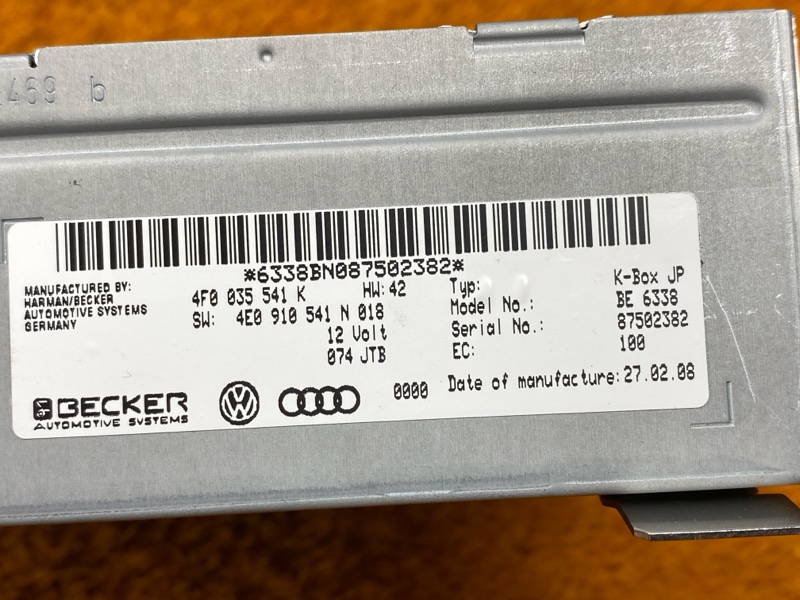 469 b
*6338BN087502382*
MANUFACTURED BY:
HARMAN/BECKER
AUTOMOTIVE SYSTEMS
GERMANY
4F0 035 541 K HW: 42
SW: 4E0 910 541 N 018
12 Volt
074 JTB
Typ: K-Box JP
Model No.: BE 6338
Serial No.: 87502382
EC: 100
BECKER
AUTOMOTIVE SYSTEMS
0000
Date of manufacture: 27.02.08